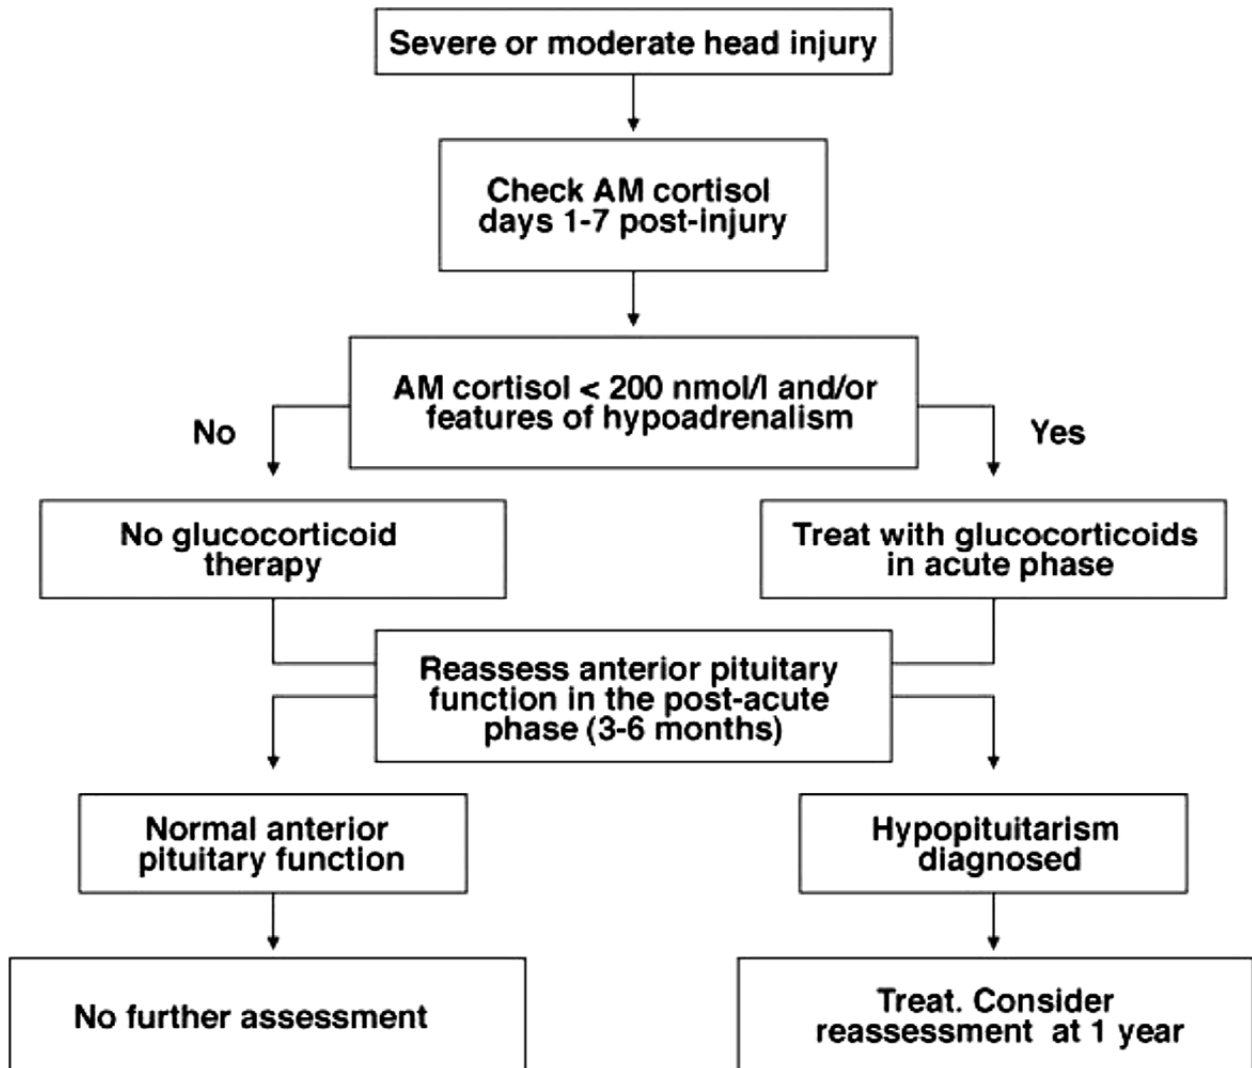 Severe or moderate head injury
Check AM cortisol
days 1-7 post-injury
AM cortisol < 200 nmol/l and/or
features of hypoadrenalism
No
Yes
No glucocorticoid
therapy
Treat with glucocorticoids
in acute phase
Reassess anterior pituitary
function in the post-acute
phase (3-6 months)
Normal anterior
pituitary function
Hypopituitarism
diagnosed
No further assessment
Treat. Consider
reassessment at 1 year